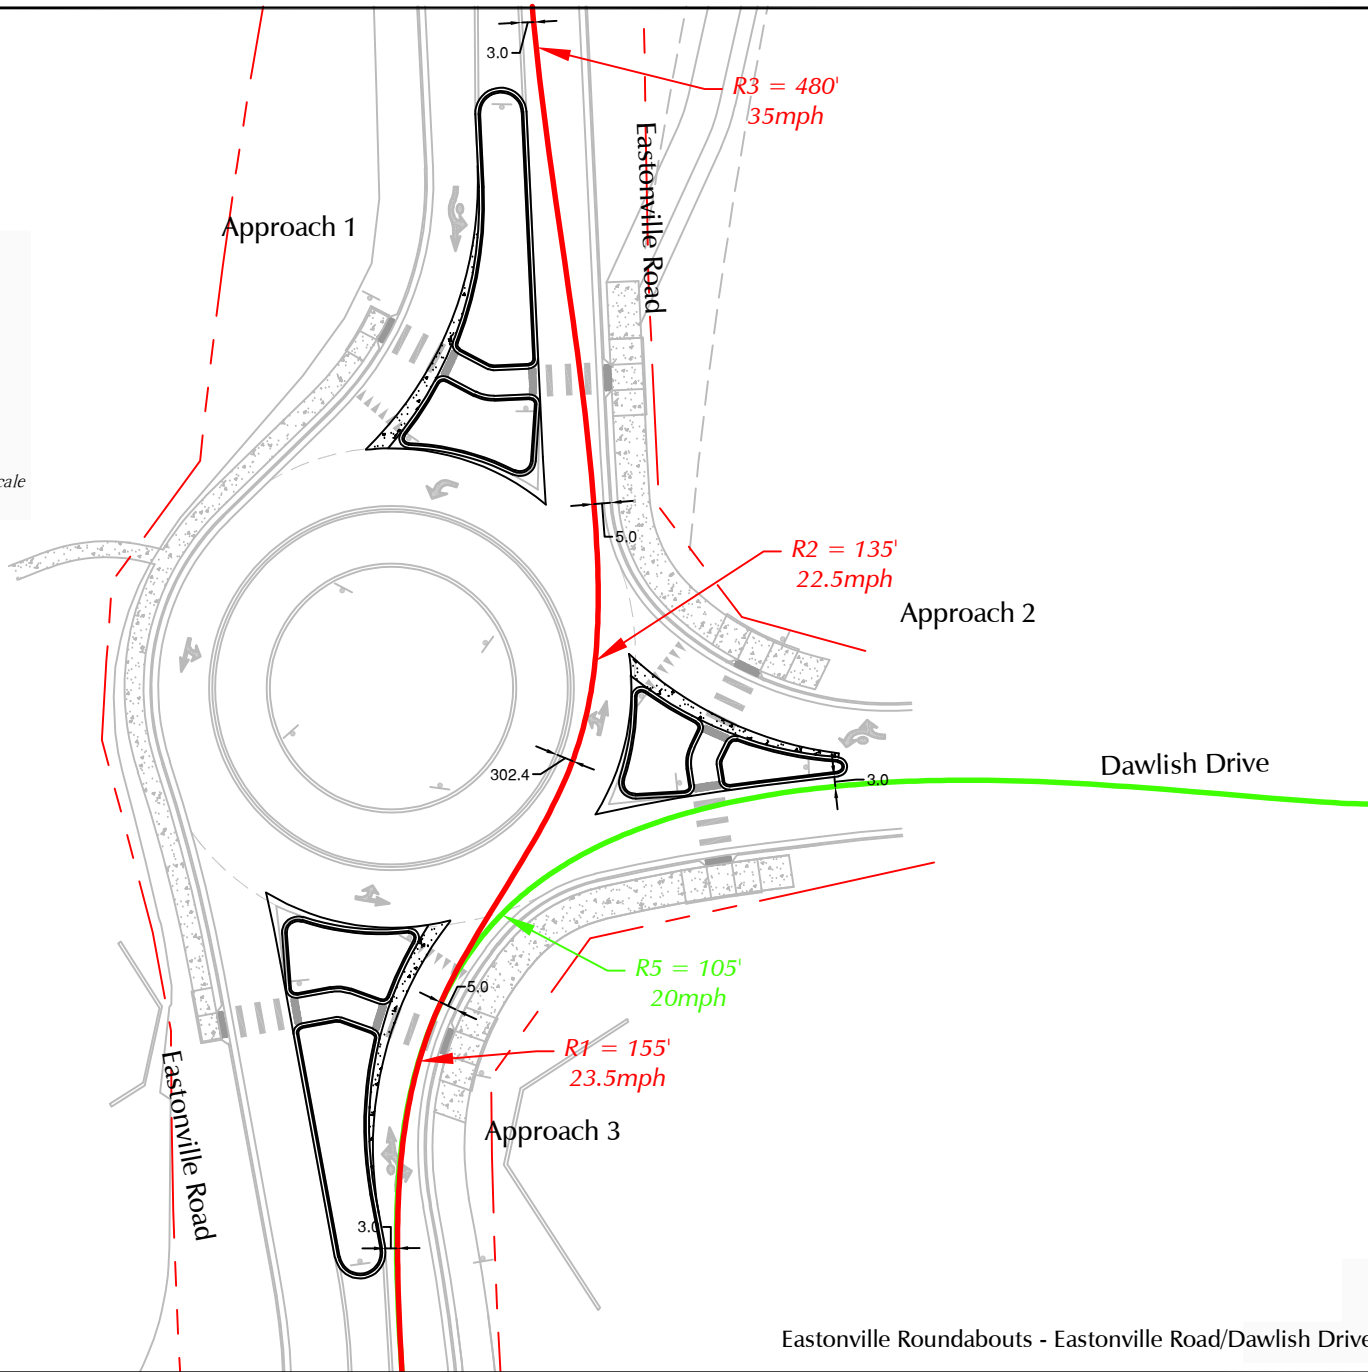 3.0
R3 = 480'
35mph
Eastonville Road
Approach 1
cale
5.0
R2 = 135'
22.5mph
Approach 2
302.4
3.0
Dawlish Drive
R5 = 105'
20mph
5.0
R1 = 155'
23.5mph
Approach 3
Eastonville Road
3.0
Eastonville Roundabouts - Eastonville Road/Dawlish Drive